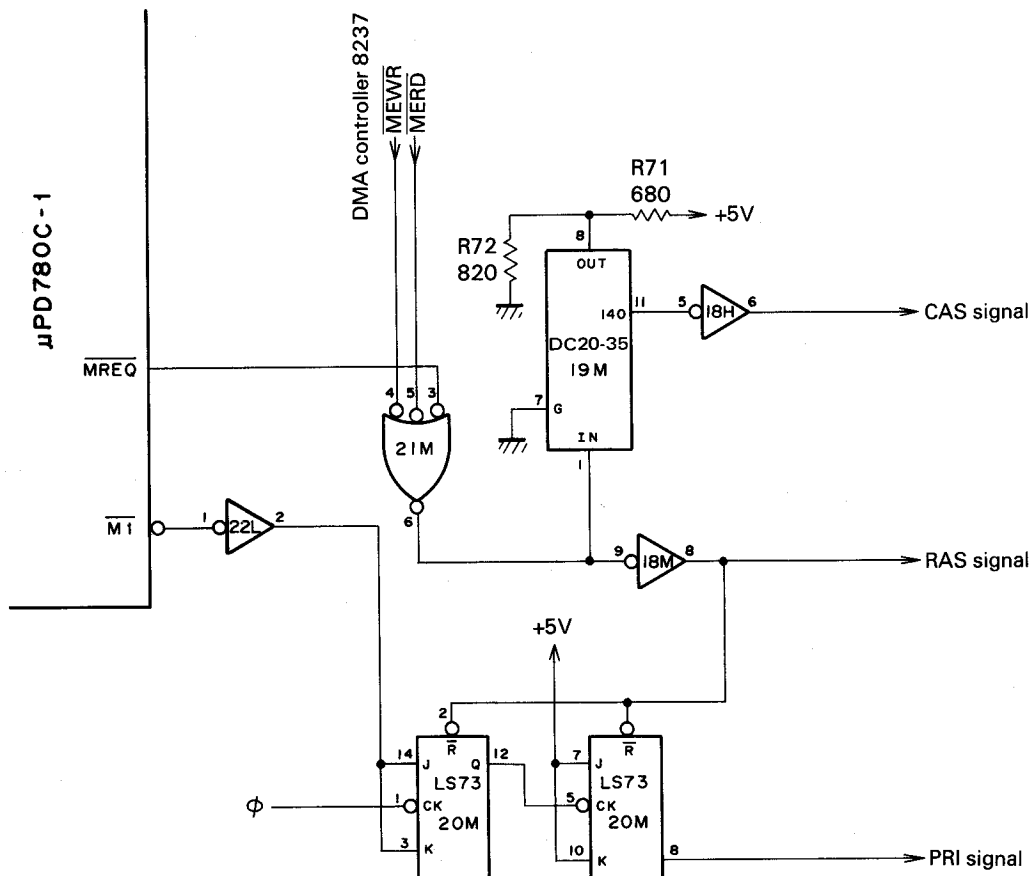 DMA controller 8237
MEWR
MERD
μPD780C-1
R71
680
+5V
R72
820
8
OUT
140
11
5
18H
6
CAS signal
DC20-35
19M
MREQ
4
5
3
7
G
21M
IN
1
6
M1
1
22L
2
9
18M
8
RAS signal
+5V
2
R
R
14
J
Q
12
7
J
LS73
LS73
φ
1
CK
5
CK
20M
20M
3
K
10
K
8
PRI signal